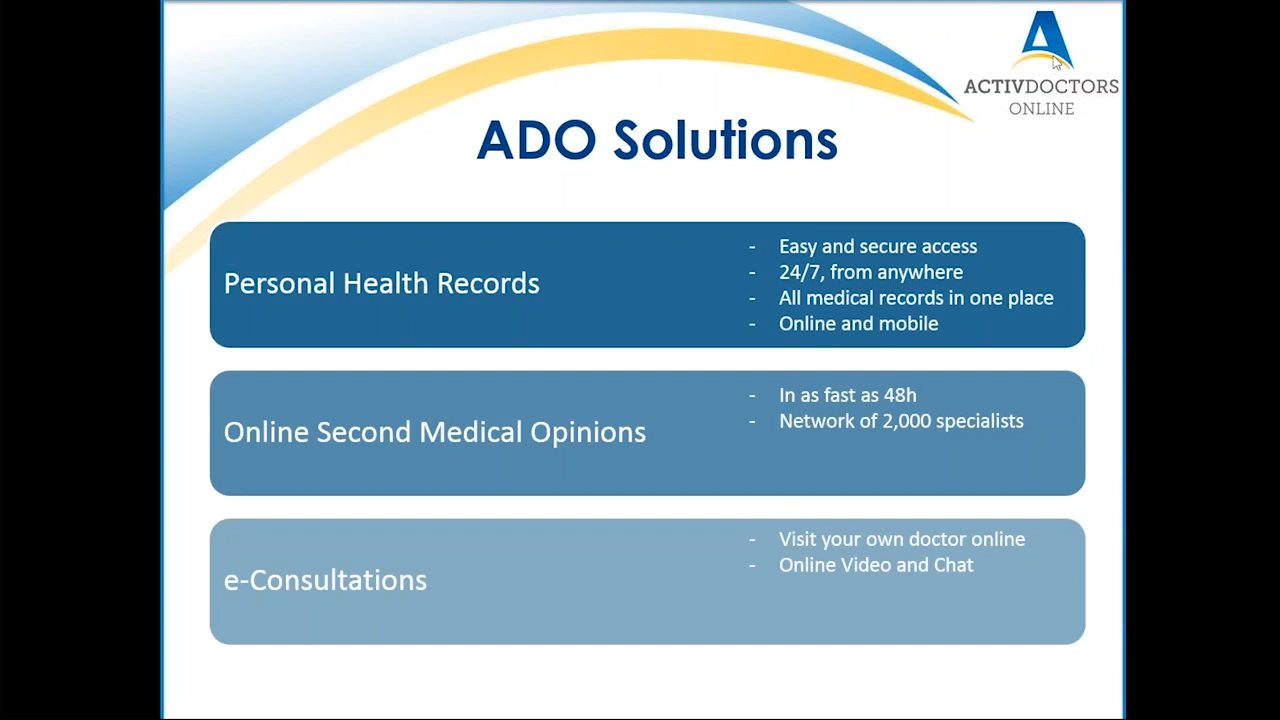 ACTIVDOCTORS
ONLINE
ADO Solutions
Personal Health Records
- Easy and secure access
- 24/7, from anywhere
- All medical records in one place
- Online and mobile
Online Second Medical Opinions
- In as fast as 48h
- Network of 2,000 specialists
e-Consultations
- Visit your own doctor online
- Online Video and Chat